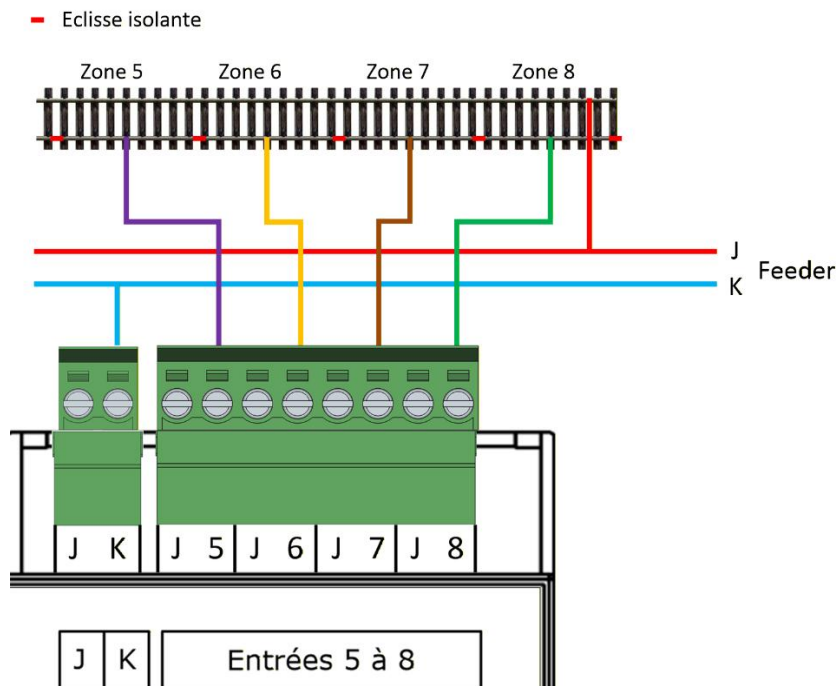 Eclisse isolante
Zone 5 Zone 6 Zone 7 Zone 8
J
Feeder
K
J K J 5 J 6 J 7 J 8
J K Entrées 5 à 8